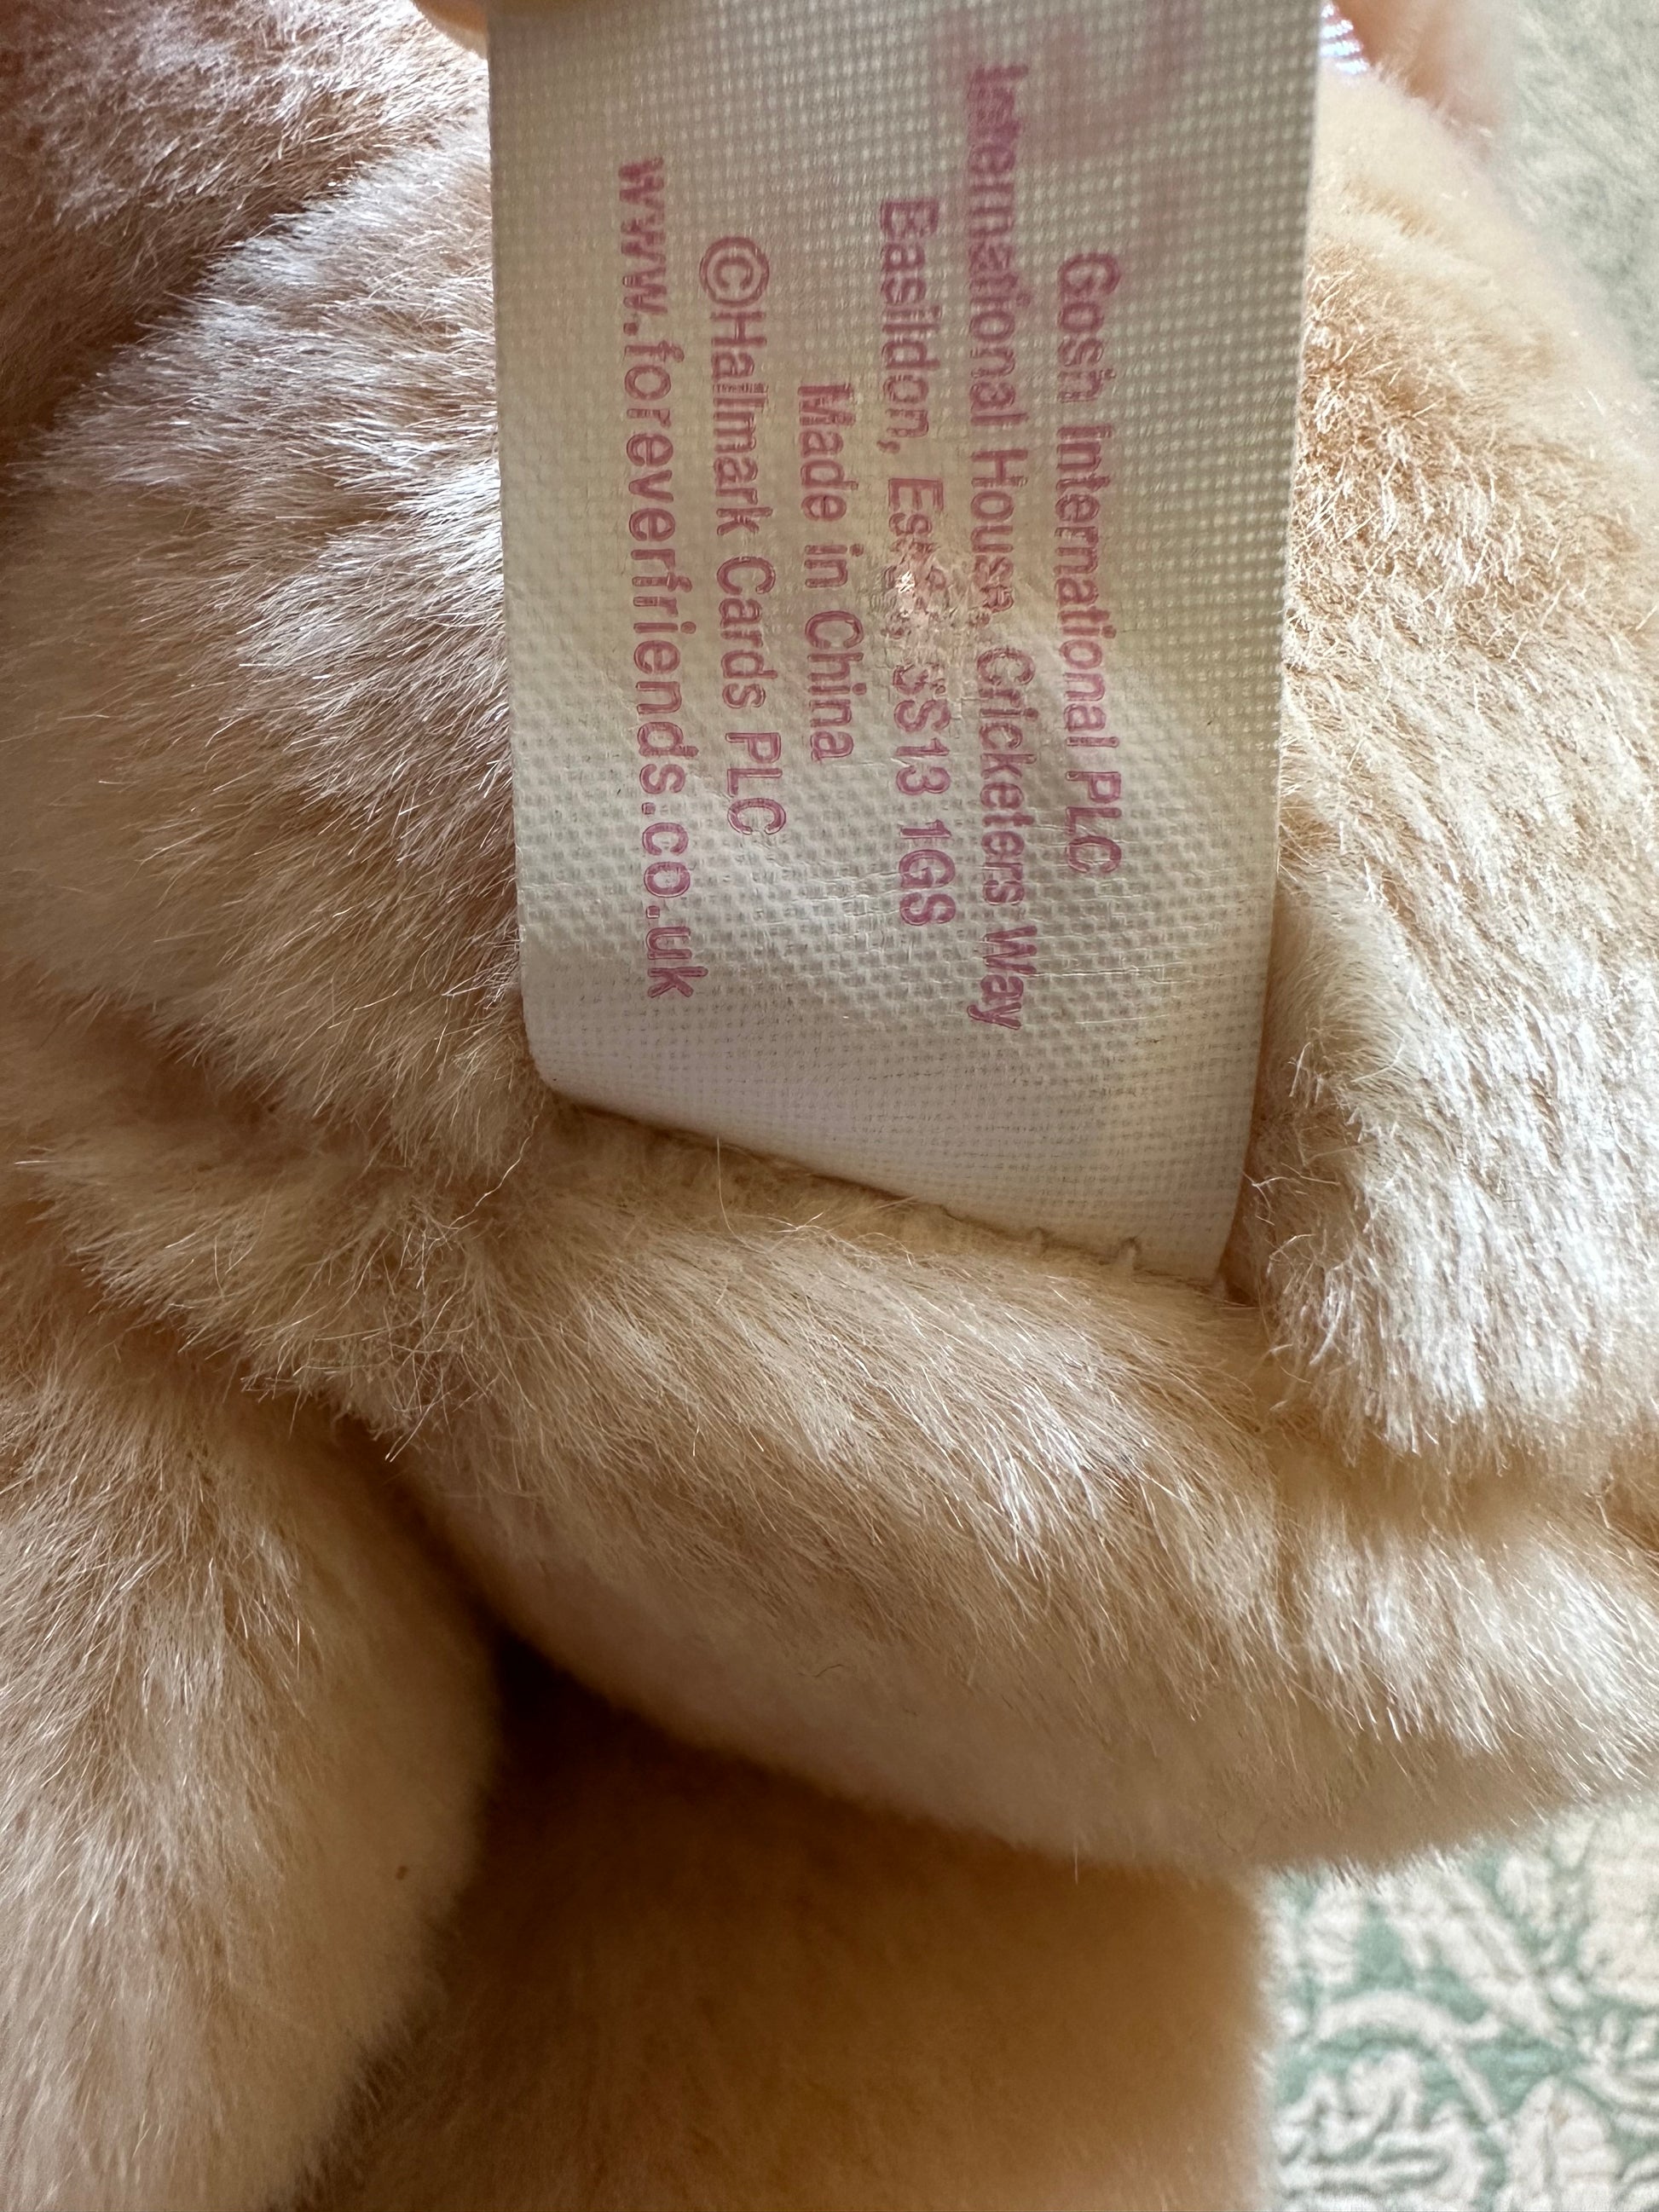 Gosh International PLC
International House, Cricketers Way
Basildon, SS13 1GS
Made in China
©Hallmark Cards PLC
www.foreverfriends.co.uk